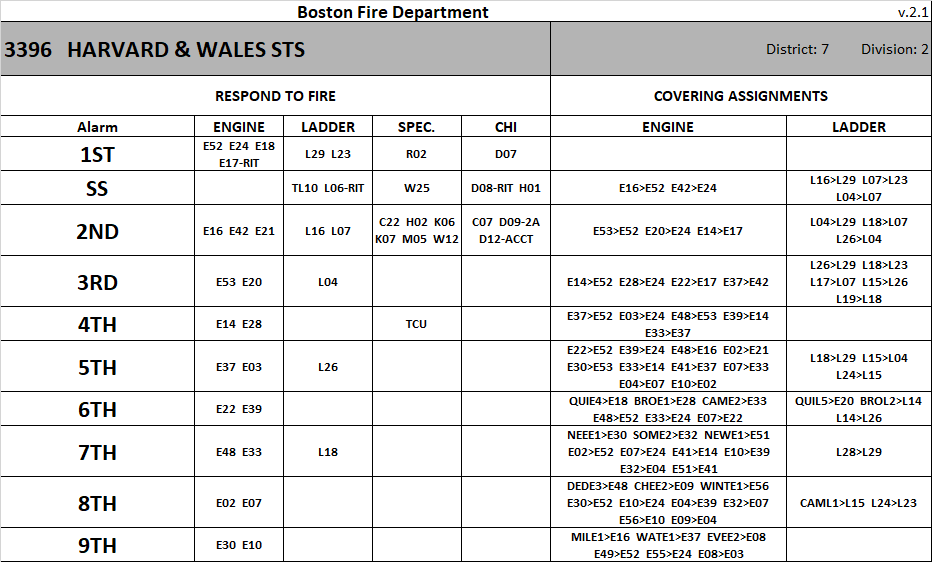 Boston Fire Department v.2.1
3396 HARVARD & WALES STS District: 7 Division: 2
RESPOND TO FIRE COVERING ASSIGNMENTS
Alarm ENGINE LADDER SPEC. CHI ENGINE LADDER
1ST
E52 E24 E18
E17-RIT
L29 L23
R02
D07
SS
TL10 L06-RIT
W25
D08-RIT H01
E16>E52 E42>E24
L16>L29 L07>L23
L04>L07
2ND
E16 E42 E21
L16 L07
C22 H02 K06
K07 M05 W12
C07 D09-2A
D12-ACCT
E53>E52 E20>E24 E14>E17
L04>L29 L18>L07
L26>L04
3RD
E53 E20
L04
E14>E52 E28>E24 E22>E17 E37>E42
L26>L29 L18>L23
L17>L07 L15>L26
L19>L18
4TH
E14 E28
TCU
E37>E52 E03>E24 E48>E53 E39>E14
E33>E37
5TH
E37 E03
L26
E22>E52 E39>E24 E48>E16 E02>E21
E30>E53 E33>E14 E41>E37 E07>E33
E04>E07 E10>E02
L18>L29 L15>L04
L24>L15
6TH
E22 E39
QUIE4>E18 BROE1>E28 CAME2>E33
E48>E52 E33>E24 E07>E22
QUIL5>E20 BROL2>L14
L14>L26
7TH
E48 E33
L18
NEEE1>E30 SOME2>E32 NEWE1>E51
E02>E52 E07>E24 E41>E14 E10>E39
E32>E04 E51>E41
L28>L29
8TH
E02 E07
DEDE3>E48 CHEE2>E09 WINTE1>E56
E30>E52 E10>E24 E04>E39 E32>E07
E56>E10 E09>E04
CAML1>L15 L24>L23
9TH
E30 E10
MILE1>E16 WATE1>E37 EVEE2>E08
E49>E52 E55>E24 E08>E03